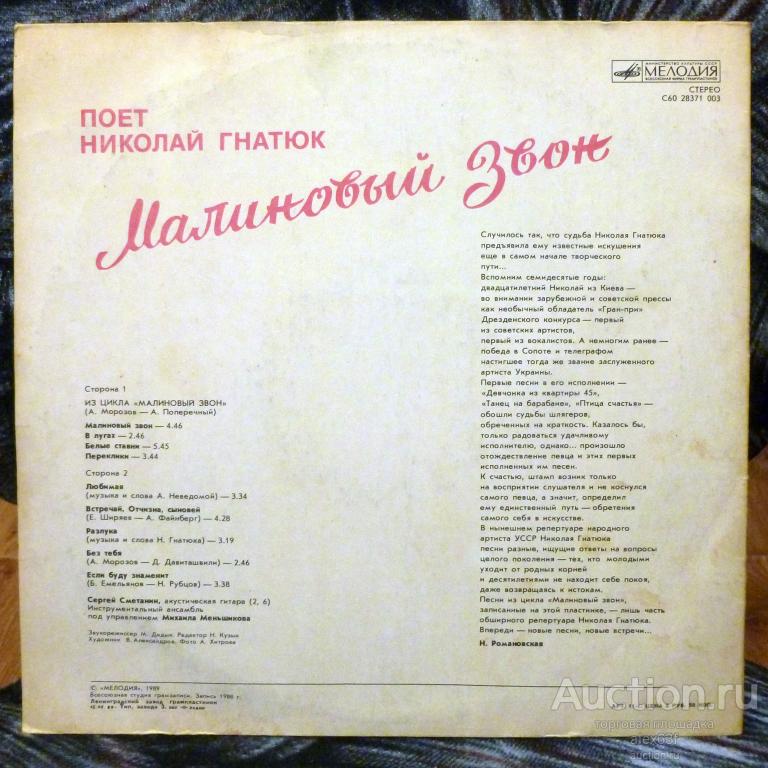 МИНИСТЕРСТВО КУЛЬТУРЫ СССР
МЕЛОДИЯ
ВСЕСОЮЗНАЯ ФИРМА ГРАМПЛАСТИНОК
СТЕРЕО
С60 28371 003
ПОЕТ
НИКОЛАЙ ГНАТЮК
Малиновый Звон
Сторона 1
ИЗ ЦИКЛА «МАЛИНОВЫЙ ЗВОН»
(А. Морозов — А. Поперечный)
Малиновый звон — 4.46
В лугах — 2.46
Белые ставни — 5.45
Переклики — 3.44
Сторона 2
Любимая
(музыка и слова А. Неведомой) — 3.34
Встречай, Отчизна, сыновей
(Е. Ширяев — А. Файнберг) — 4.28
Разлука
(музыка и слова Н. Гнатюка) — 3.19
Без тебя
(А. Морозов — Д. Давиташвили) — 2.46
Если буду знаменит
(Б. Емельянов — Н. Рубцов) — 3.38
Сергей Сметанин, акустическая гитара (2, 6)
Инструментальный ансамбль
под управлением Михаила Меньшикова
Звукорежиссер М. Дидык. Редактор Н. Кузык
Художник В. Александров. Фото А. Хитрова
Случилось так, что судьба Николая Гнатюка
предъявила ему известные искушения
еще в самом начале творческого
пути...
Вспомним семидесятые годы:
двадцатилетний Николай из Киева —
во внимании зарубежной и советской прессы
как необычный обладатель «Гран-при»
Дрезденского конкурса — первый
из советских артистов,
первый из вокалистов. А немногим ранее —
победа в Сопоте и телеграфом
настигшее тогда же звание заслуженного
артиста Украины.
Первые песни в его исполнении —
«Девчонка из квартиры 45»,
«Танец на барабане», «Птица счастья» —
обошли судьбы шлягеров,
обреченных на краткость. Казалось бы,
только радоваться удачливому
исполнителю, однако... произошло
отождествление певца и этих первых
исполненных им песен.
К счастью, штамп возник только
на восприятии слушателя и не коснулся
самого певца, а значит, определил
ему единственный путь — обретения
самого себя в искусстве.
В нынешнем репертуаре народного
артиста УССР Николая Гнатюка
песни разные, ищущие ответы на вопросы
целого поколения — тех, кто молодыми
уходит от родных корней
и десятилетиями не находит себе покоя,
даже возвращаясь к истокам.
Песни из цикла «Малиновый звон»,
записанные на этой пластинке, — лишь часть
обширного репертуара Николая Гнатюка.
Впереди — новые песни, новые встречи...
Н. Романовская
© «МЕЛОДИЯ», 1989
Всесоюзная студия грамзаписи. Запись 1988 г.
Ленинградский завод грампластинок
Auction.ru
торговая площадка
alex63f
auction.ru